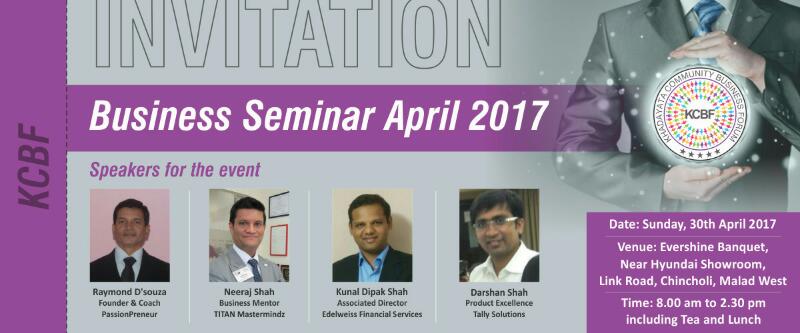 INVITATION
KCBF
Business Seminar April 2017
Speakers for the event
Raymond D'souza
Founder & Coach
PassionPreneur
Neeraj Shah
Business Mentor
TITAN Mastermindz
Kunal Dipak Shah
Associated Director
Edelweiss Financial Services
Darshan Shah
Product Excellence
Tally Solutions
KHADAYATA COMMUNITY BUSINESS FORUM
KCBF
Date: Sunday, 30th April 2017
Venue: Evershine Banquet,
Near Hyundai Showroom,
Link Road, Chincholi, Malad West
Time: 8.00 am to 2.30 pm
including Tea and Lunch